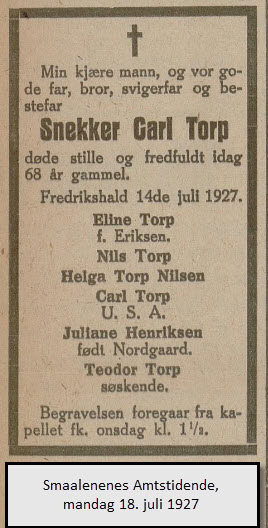 Min kjære mann, og vor go-
de far, bror, svigerfar og be-
stefar
Snekker Carl Torp
døde stille og fredfuldt idag
68 år gammel.
Fredrikshald 14de juli 1927.
Eline Torp
f. Eriksen.
Nils Torp
Helga Torp Nilsen
Carl Torp
U. S. A.
Juliane Henriksen
født Nordgaard.
Teodor Torp
søskende.
Begravelsen foregaar fra ka-
pellet fk. onsdag kl. 1½.
Smaalenenes Amtstidende,
mandag 18. juli 1927